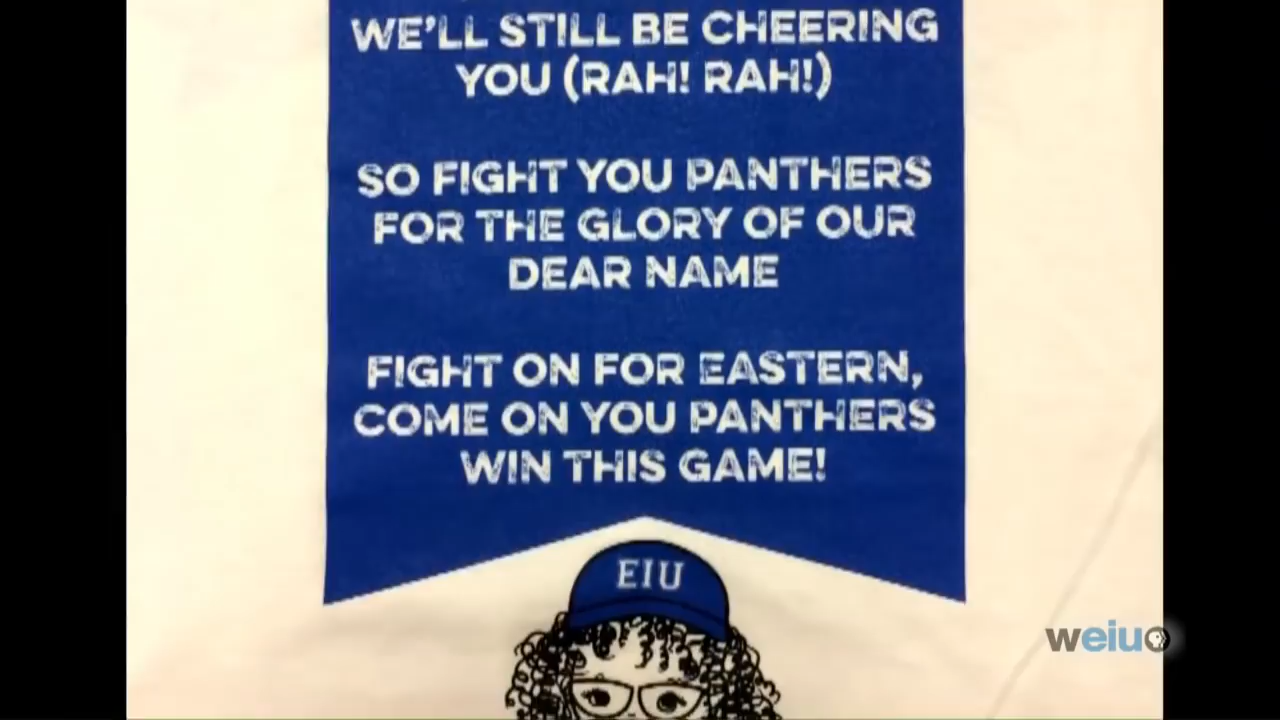 WE'LL STILL BE CHEERING
YOU (RAH! RAH!)
SO FIGHT YOU PANTHERS
FOR THE GLORY OF OUR
DEAR NAME
FIGHT ON FOR EASTERN,
COME ON YOU PANTHERS
WIN THIS GAME!
EIU
weiu